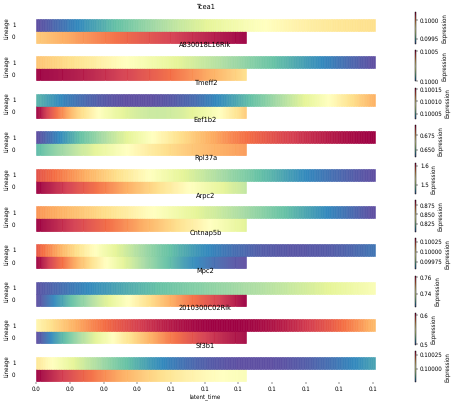 Tcea1
Lineage
1
0
0.1000
0.0995
Expression
A830018L16Rik
Lineage
1
0
0.1005
0.1000
Expression
Tmeff2
Lineage
1
0
0.10015
0.10010
0.10005
Expression
Eef1b2
Lineage
1
0
0.675
0.650
Expression
Rpl37a
Lineage
1
0
1.6
1.5
Expression
Arpc2
Lineage
1
0
0.875
0.850
0.825
Expression
Cntnap5b
Lineage
1
0
0.10025
0.10000
0.09975
Expression
Mpc2
Lineage
1
0
0.76
0.74
Expression
2010300C02Rik
Lineage
1
0
0.6
0.5
Expression
Sf3b1
Lineage
1
0
0.10025
0.10000
Expression
0.0 0.0 0.0 0.0 0.1 0.1 0.1 0.1 0.1 0.1 0.1
latent_time